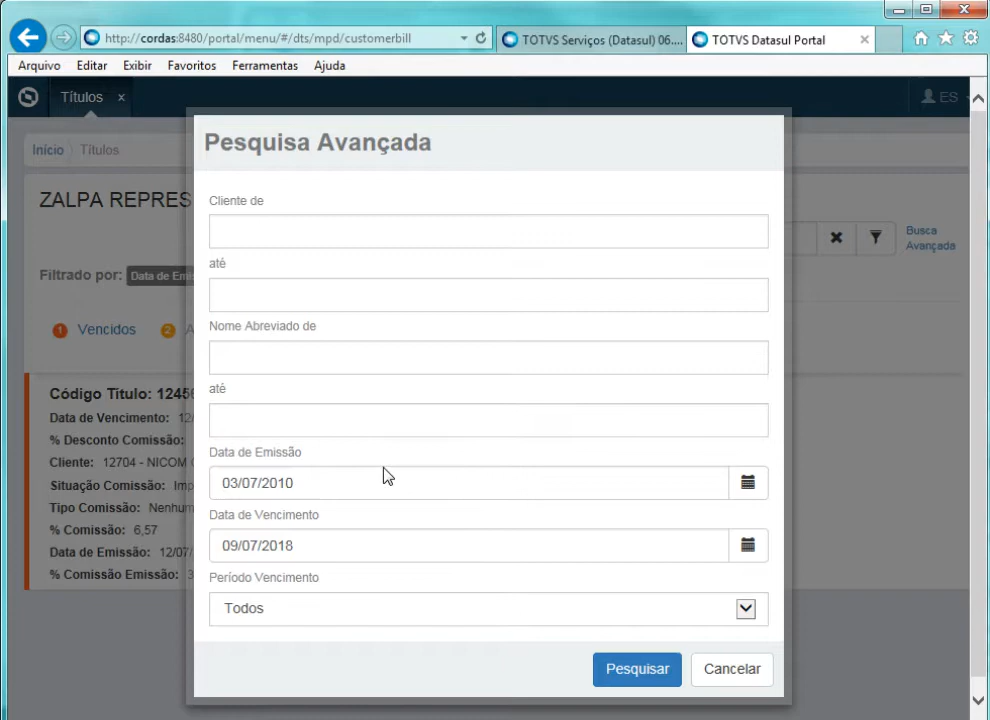 http://cordas:8480/portal/menu/#/dts/mpd/customerbill
TOTVS Serviços (Datasul) 06....
TOTVS Datasul Portal
Arquivo Editar Exibir Favoritos Ferramentas Ajuda
Títulos x
ES
Início Títulos
Pesquisa Avançada
ZALPA REPRES
Cliente de
Busca
Avançada
até
Filtrado por: Data de Emis
Nome Abreviado de
1 Vencidos 2 A
até
Código Titulo: 12456
Data de Vencimento: 12/
% Desconto Comissão:
Cliente: 12704 - NICOM
Situação Comissão: Imp
Tipo Comissão: Nenhum
% Comissão: 6,57
Data de Emissão: 12/07/
% Comissão Emissão: 3
Data de Emissão
03/07/2010
Data de Vencimento
09/07/2018
Período Vencimento
Todos
Pesquisar Cancelar